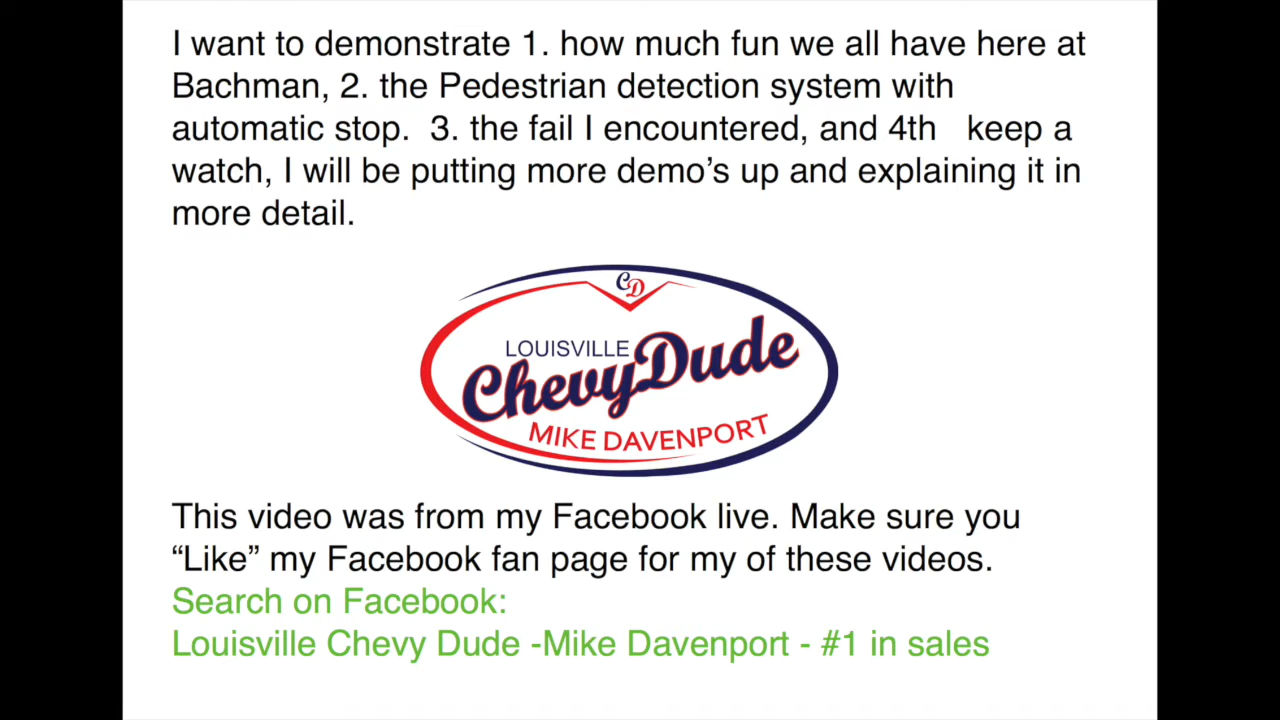 I want to demonstrate 1. how much fun we all have here at
Bachman, 2. the Pedestrian detection system with
automatic stop.  3. the fail I encountered, and 4th   keep a
watch, I will be putting more demo’s up and explaining it in
more detail.
CD
LOUISVILLE
ChevyDude
MIKE DAVENPORT
This video was from my Facebook live. Make sure you
“Like” my Facebook fan page for my of these videos.
Search on Facebook:
Louisville Chevy Dude -Mike Davenport - #1 in sales